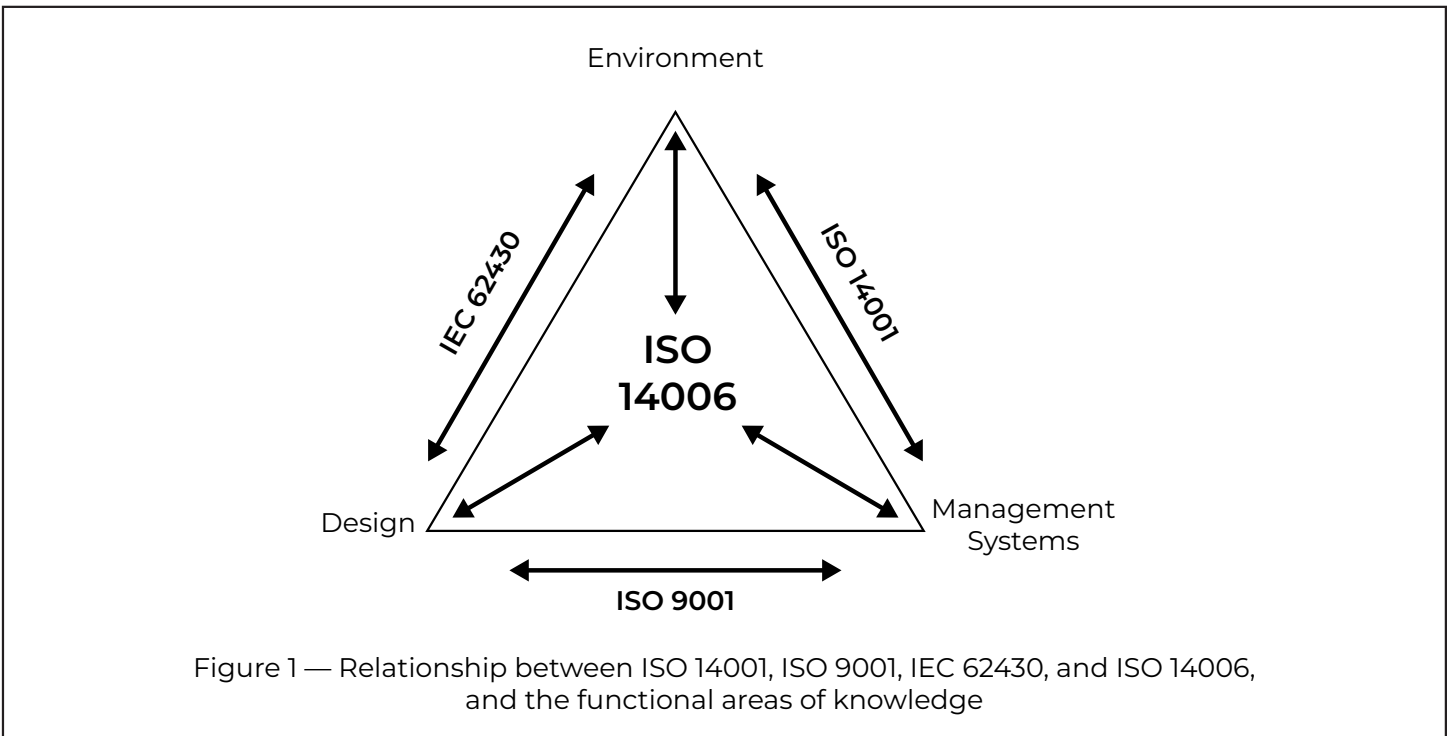 Environment
IEC 62430
ISO 14001
ISO
14006
Design
Management
Systems
ISO 9001
Figure 1 — Relationship between ISO 14001, ISO 9001, IEC 62430, and ISO 14006,
and the functional areas of knowledge